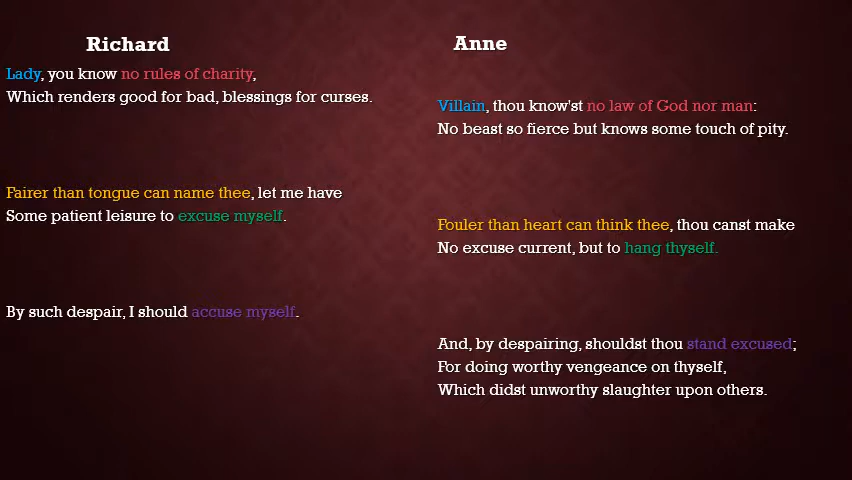 Richard
Anne
Lady, you know no rules of charity,
Which renders good for bad, blessings for curses.
Villain, thou know'st no law of God nor man:
No beast so fierce but knows some touch of pity.
Fairer than tongue can name thee, let me have
Some patient leisure to excuse myself.
Fouler than heart can think thee, thou canst make
No excuse current, but to hang thyself.
By such despair, I should accuse myself.
And, by despairing, shouldst thou stand excused;
For doing worthy vengeance on thyself,
Which didst unworthy slaughter upon others.